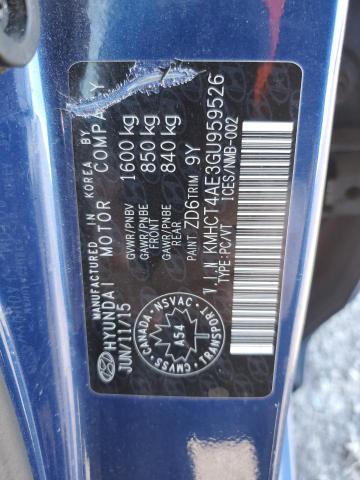 MANUFACTURED IN KOREA BY
HYUNDAI MOTOR COMPANY
JUN/11/15
GVWR/PNBV 1600 kg
GAWR/PNBE FRONT 850 kg
GAWR/PNBE REAR 840 kg
PAINT ZD6 TRIM 9Y
V.I.N KMHCT4AE3GU959526
TYPE:PC/VT ICES/NMB-002
CANADA NSVAC TRANSPORT CMVSS
A54